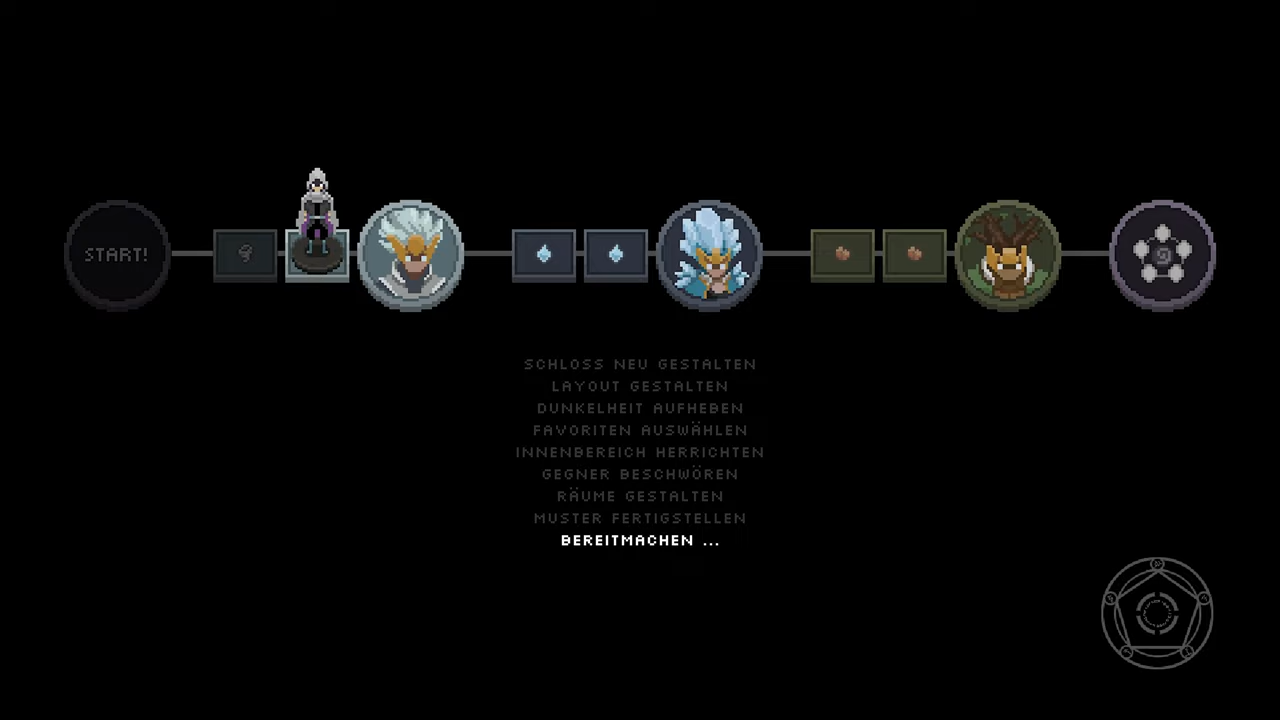 START!
SCHLOSS NEU GESTALTEN
LAYOUT GESTALTEN
DUNKELHEIT AUFHEBEN
FAVORITEN AUSWÄHLEN
INNENBEREICH HERRICHTEN
GEGNER BESCHWÖREN
RÄUME GESTALTEN
MUSTER FERTIGSTELLEN
BEREITMACHEN ...